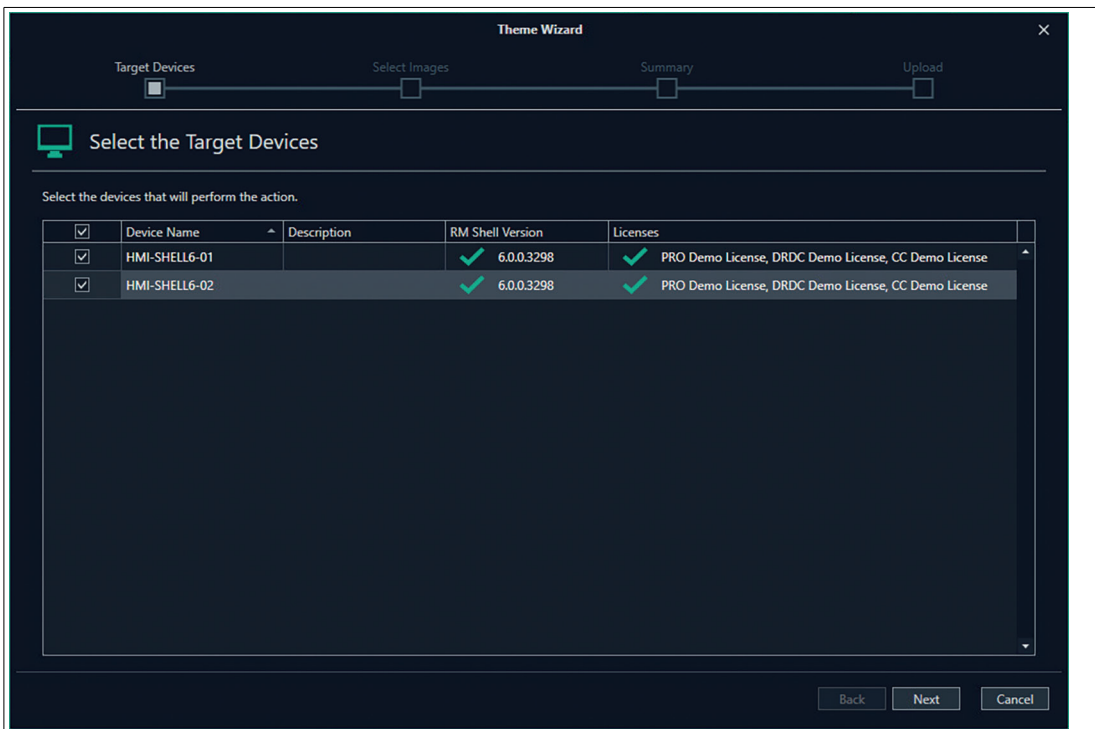 Theme Wizard
Target Devices Select Images Summary Upload
Select the Target Devices
Select the devices that will perform the action.
Device Name Description RM Shell Version Licenses
HMI-SHELL6-01 6.0.0.3298 PRO Demo License, DRDC Demo License, CC Demo License
HMI-SHELL6-02 6.0.0.3298 PRO Demo License, DRDC Demo License, CC Demo License
Back Next Cancel